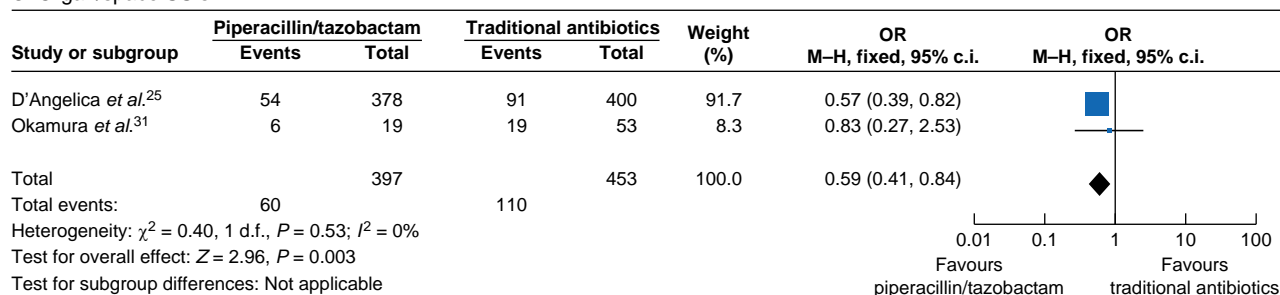 Piperacillin/tazobactam Traditional antibiotics Weight OR OR
Study or subgroup Events Total Events Total (%) M–H, fixed, 95% c.i. M–H, fixed, 95% c.i.
D'Angelica et al.25 54 378 91 400 91.7 0.57 (0.39, 0.82)
Okamura et al.31 6 19 19 53 8.3 0.83 (0.27, 2.53)
Total 397 453 100.0 0.59 (0.41, 0.84)
Total events: 60 110
Heterogeneity: χ2 = 0.40, 1 d.f., P = 0.53; I2 = 0%
Test for overall effect: Z = 2.96, P = 0.003
Test for subgroup differences: Not applicable
0.01 0.1 1 10 100
Favours Favours
piperacillin/tazobactam traditional antibiotics